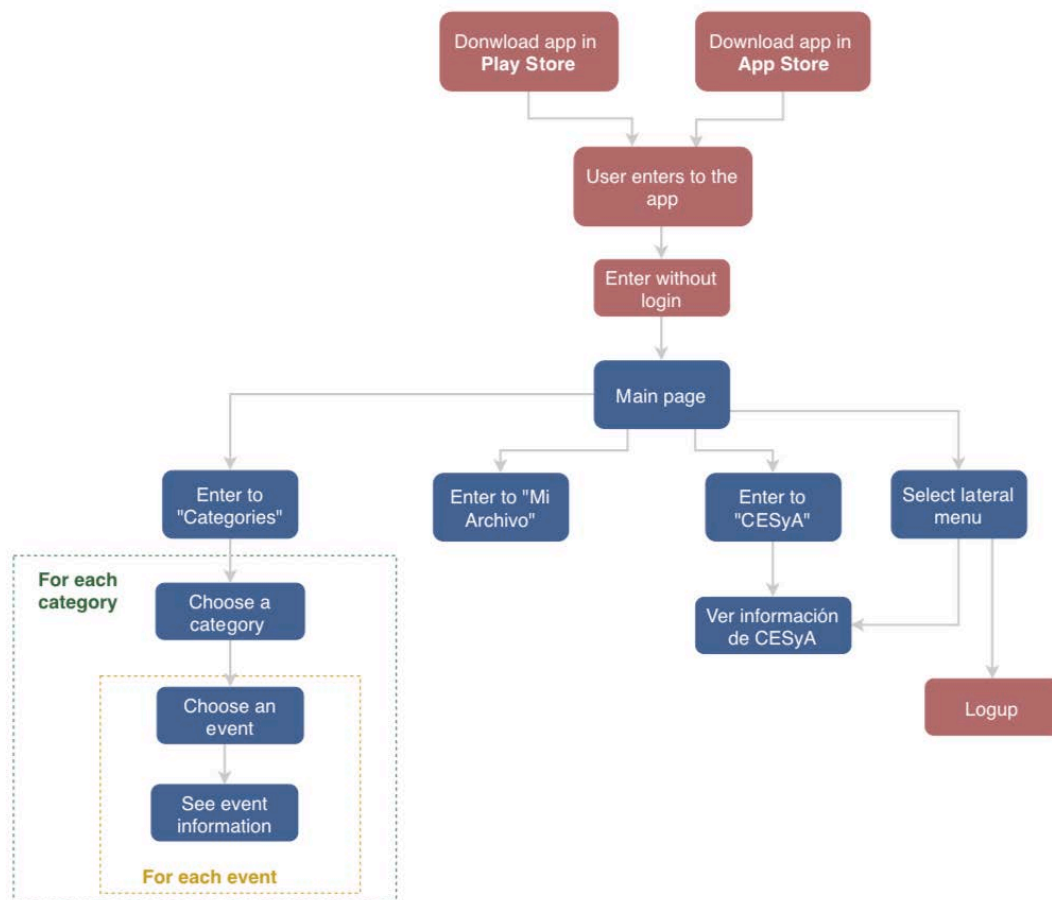 Donwload app in
Play Store
Download app in
App Store
User enters to the
app
Enter without
login
Main page
Enter to
"Categories"
Enter to "Mi
Archivo"
Enter to
"CESyA"
Select lateral
menu
For each
category
Choose a
category
Ver información
de CESyA
Choose an
event
Logup
See event
information
For each event